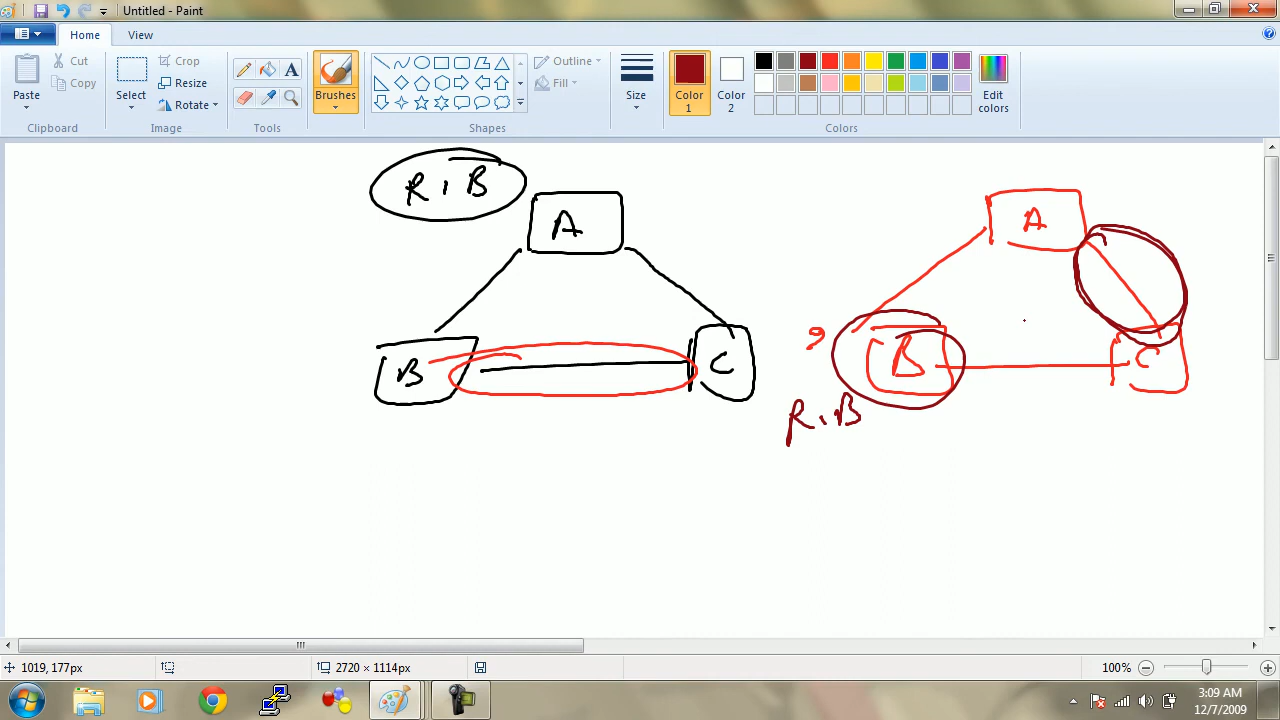 Untitled - Paint
Home
View
Paste
Cut
Copy
Clipboard
Select
Crop
Resize
Rotate
Image
A
Tools
Brushes
Outline
Fill
Shapes
Size
Color
1
Color
2
Edit
colors
Colors
R.B
A
B
C
A
B
C
R.B
1019, 177px
2720 × 1114px
100%
3:09 AM
12/7/2009